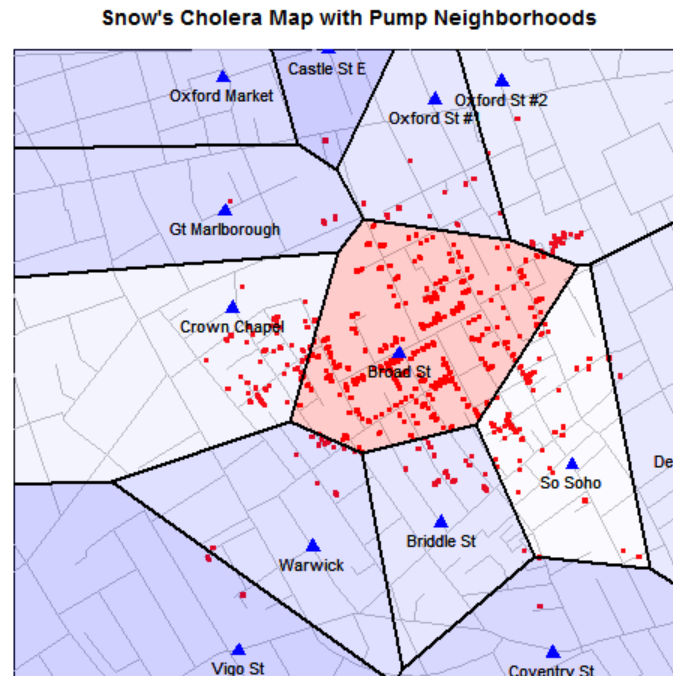 Snow's Cholera Map with Pump Neighborhoods
Castle St E
Oxford Market
Oxford St #1
Oxford St #2
Gt Marlborough
Crown Chapel
Broad St
De
So Soho
Briddle St
Warwick
Vigo St
Coventry St